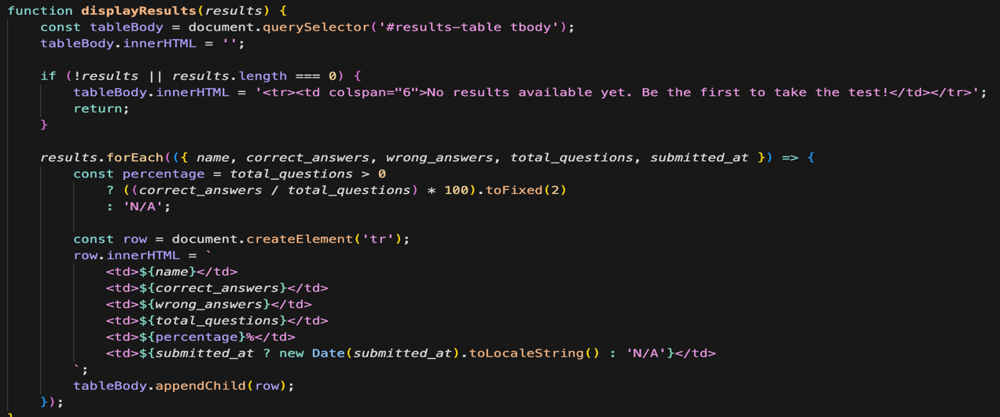 function displayResults(results) {
    const tableBody = document.querySelector('#results-table tbody');
    tableBody.innerHTML = '';

    if (!results || results.length === 0) {
        tableBody.innerHTML = '<tr><td colspan="6">No results available yet. Be the first to take the test!</td></tr>';
        return;
    }

    results.forEach(({ name, correct_answers, wrong_answers, total_questions, submitted_at }) => {
        const percentage = total_questions > 0
            ? ((correct_answers / total_questions) * 100).toFixed(2)
            : 'N/A';

        const row = document.createElement('tr');
        row.innerHTML = `
            <td>${name}</td>
            <td>${correct_answers}</td>
            <td>${wrong_answers}</td>
            <td>${total_questions}</td>
            <td>${percentage}%</td>
            <td>${submitted_at ? new Date(submitted_at).toLocaleString() : 'N/A'}</td>
        `;
        tableBody.appendChild(row);
    });
}